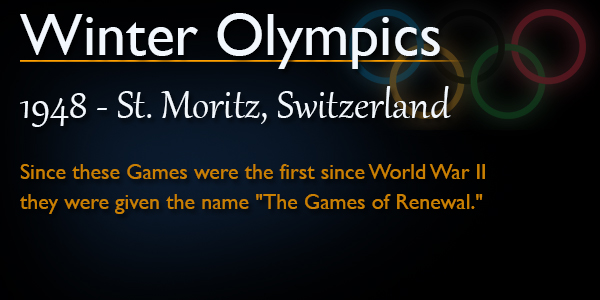 Winter Olympics
1948 - St. Moritz, Switzerland
Since these Games were the first since World War II
they were given the name "The Games of Renewal."